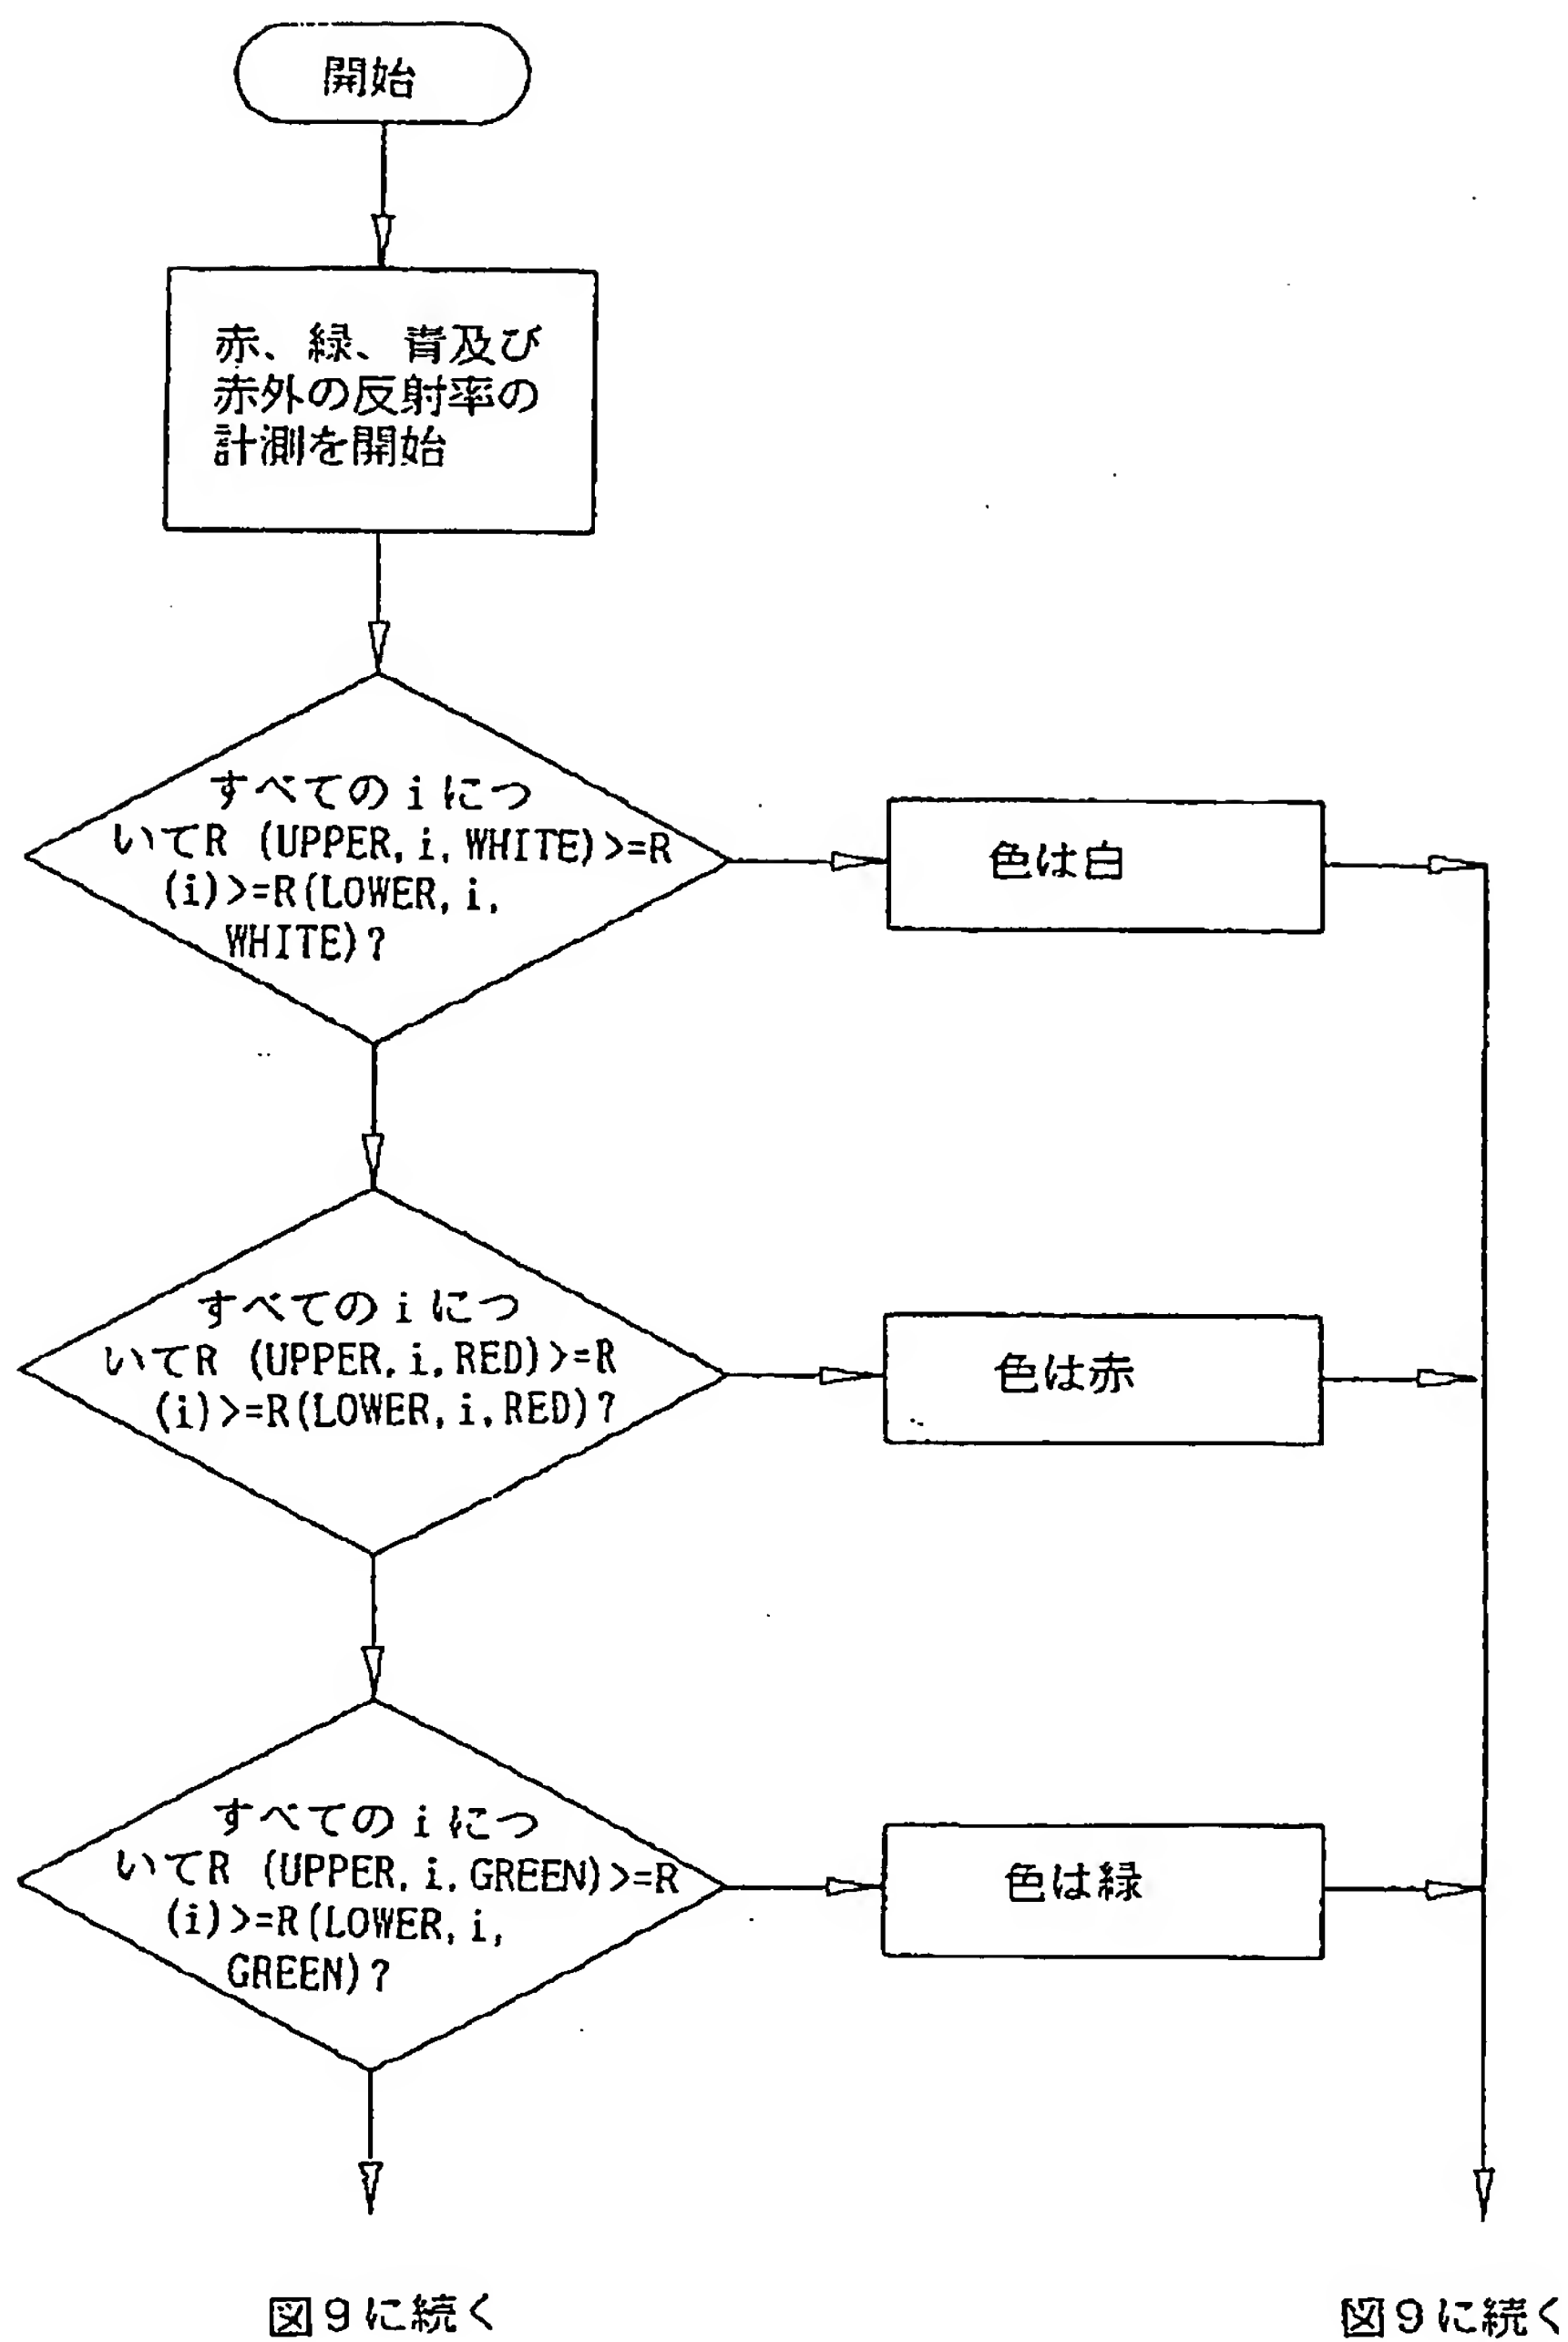 開始
赤、緑、青及び
赤外の反射率の
計測を開始
すべてのiにつ
いてR (UPPER, i, WHITE)>=R
(i)>=R(LOWER, i,
WHITE)?
色は白
すべてのiにつ
いてR (UPPER, i, RED)>=R
(i)>=R(LOWER, i, RED)?
色は赤
すべてのiにつ
いてR (UPPER, i, GREEN)>=R
(i)>=R(LOWER, i,
GREEN)?
色は緑
図9に続く
図9に続く